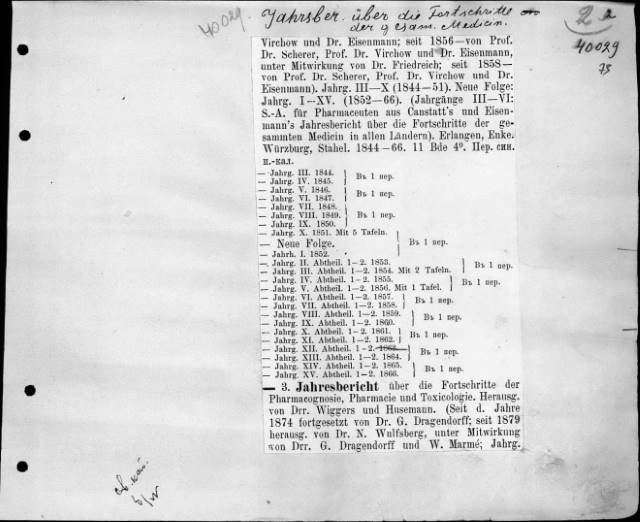 40029. Jahrsber. über die Fortschritte
der gesam. Medicin.
2
40029
Virchow und Dr. Eisenmann; seit 1856—von Prof.
Dr. Scherer, Prof. Dr. Virchow und Dr. Eisenmann,
unter Mitwirkung von Dr. Friedreich; seit 1858—
von Prof. Dr. Scherer, Prof. Dr. Virchow und Dr.
Eisenmann). Jahrg. III—X (1844—51). Neue Folge:
Jahrg. I—XV. (1852—66). (Jahrgänge III—VI:
S.-A. für Pharmaceuten aus Canstatt's und Eisen-
mann's Jahresbericht über die Fortschritte der ge-
sammten Medicin in allen Ländern). Erlangen, Enke.
Würzburg, Stahel. 1844—66. 11 Bde 4⁰. Пер. син.
п.-кал.
— Jahrg. III. 1844.
— Jahrg. IV. 1845. } Въ 1 пер.
— Jahrg. V. 1846.
— Jahrg. VI. 1847. } Въ 1 пер.
— Jahrg. VII. 1848.
— Jahrg. VIII. 1849. } Въ 1 пер.
— Jahrg. IX. 1850.
— Jahrg. X. 1851. Mit 5 Tafeln.
— Neue Folge. } Въ 1 пер.
— Jahrh. I. 1852.
— Jahrg. II. Abtheil. 1—2. 1853.
— Jahrg. III. Abtheil. 1—2. 1854. Mit 2 Tafeln. } Въ 1 пер.
— Jahrg. IV. Abtheil. 1—2. 1855.
— Jahrg. V. Abtheil. 1—2. 1856. Mit 1 Tafel. } Въ 1 пер.
— Jahrg. VI. Abtheil. 1—2. 1857.
— Jahrg. VII. Abtheil. 1—2. 1858. } Въ 1 пер.
— Jahrg. VIII. Abtheil. 1—2. 1859.
— Jahrg. IX. Abtheil. 1—2. 1860. } Въ 1 пер.
— Jahrg. X. Abtheil. 1—2. 1861.
— Jahrg. XI. Abtheil. 1—2. 1862. } Въ 1 пер.
— Jahrg. XII. Abtheil. 1—2. 1863.
— Jahrg. XIII. Abtheil. 1—2. 1864. } Въ 1 пер.
— Jahrg. XIV. Abtheil. 1—2. 1865.
— Jahrg. XV. Abtheil. 1—2. 1866. } Въ 1 пер.
— 3. Jahresbericht über die Fortschritte der
Pharmacognosie, Pharmacie und Toxicologie. Herausg.
von Drr. Wiggers und Husemann. (Seit d. Jahre
1874 fortgesetzt von Dr. G. Dragendorff; seit 1879
herausg. von Dr. N. Wulfsberg, unter Mitwirkung
von Drr. G. Dragendorff und W. Marmé; Jahrg.